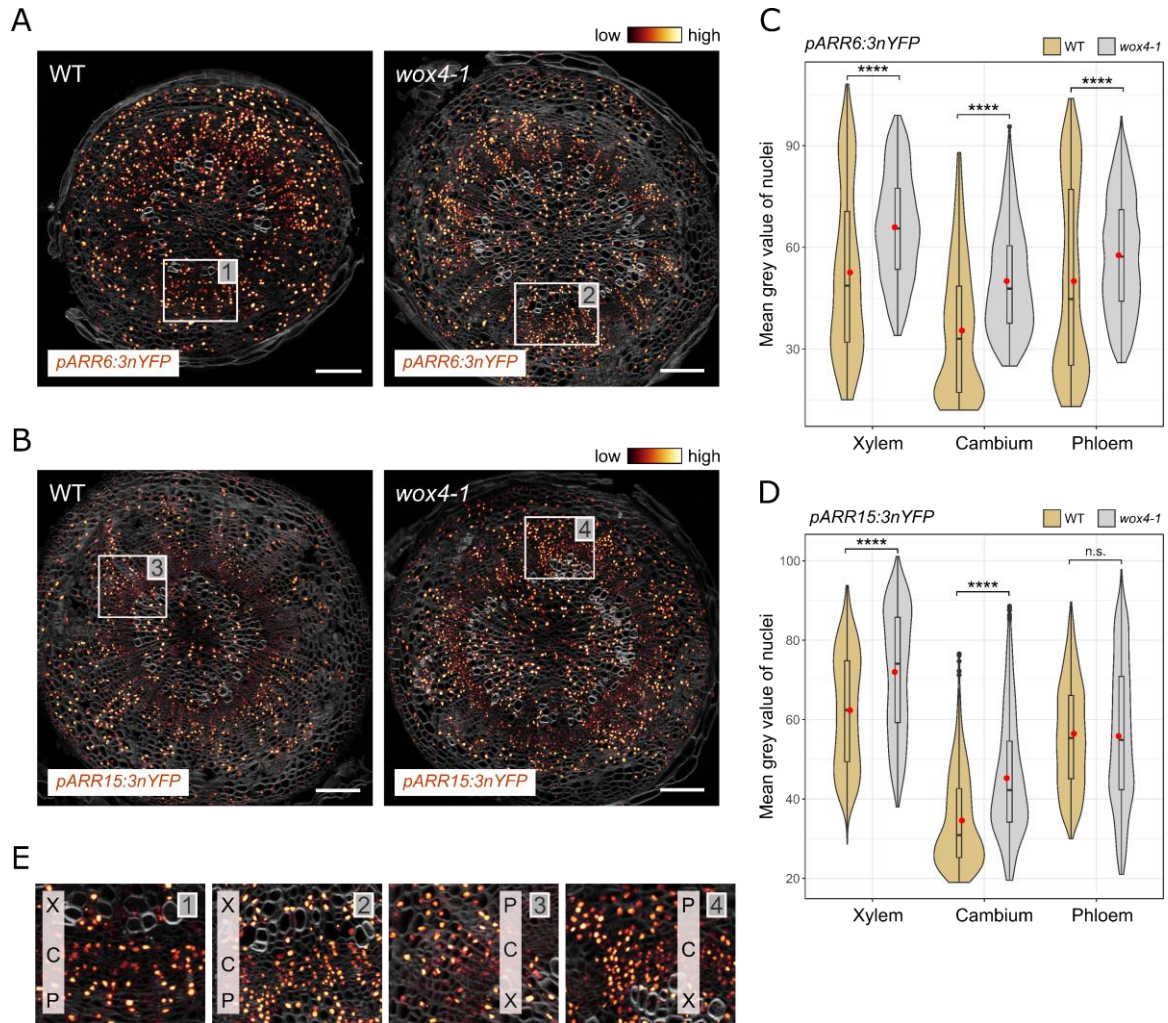 A
low high
WT
wox4-1
1
2
pARR6:3nYFP
pARR6:3nYFP
B
low high
WT
wox4-1
3
4
pARR15:3nYFP
pARR15:3nYFP
C
pARR6:3nYFP
WT wox4-1
**** **** ****
Mean grey value of nuclei
90
60
30
Xylem Cambium Phloem
D
pARR15:3nYFP
WT wox4-1
**** **** n.s.
Mean grey value of nuclei
100
80
60
40
20
Xylem Cambium Phloem
E
X
C
P
1
X
C
P
2
P
C
X
3
P
C
X
4